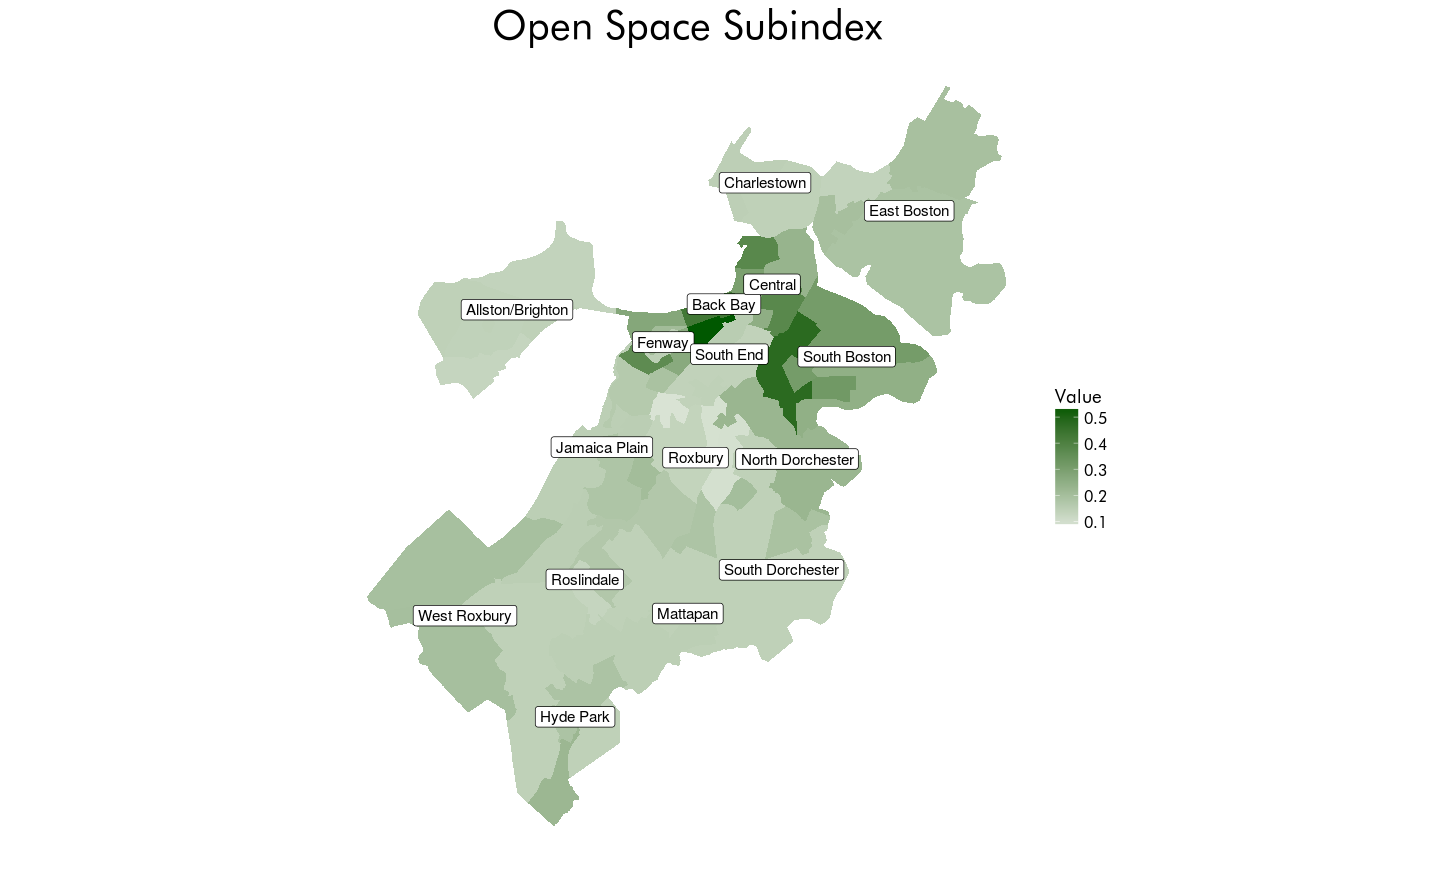 Open Space Subindex
Charlestown
East Boston
Central
Back Bay
Allston/Brighton
Fenway
South End
South Boston
Value
0.5
0.4
0.3
0.2
0.1
Jamaica Plain
Roxbury
North Dorchester
South Dorchester
Roslindale
West Roxbury
Mattapan
Hyde Park